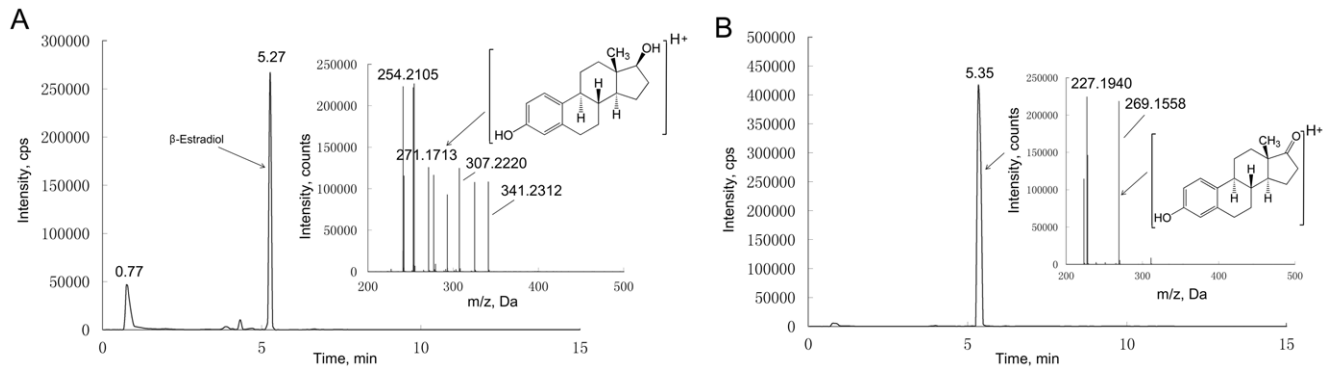 A
300000
250000
200000
150000
100000
50000
0
Intensity, cps
0
5
10
15
Time, min
0.77
5.27
β-Estradiol
250000
200000
150000
100000
50000
0
Intensity, counts
200
300
400
500
m/z, Da
254.2105
271.1713
307.2220
341.2312
CH3
OH
H
H
H
HO
H+
B
500000
450000
400000
350000
300000
250000
200000
150000
100000
50000
0
Intensity, cps
0
5
10
15
Time, min
5.35
250000
200000
150000
100000
50000
0
Intensity, counts
200
300
400
500
m/z, Da
227.1940
269.1558
CH3
O
H
H
H
HO
H+